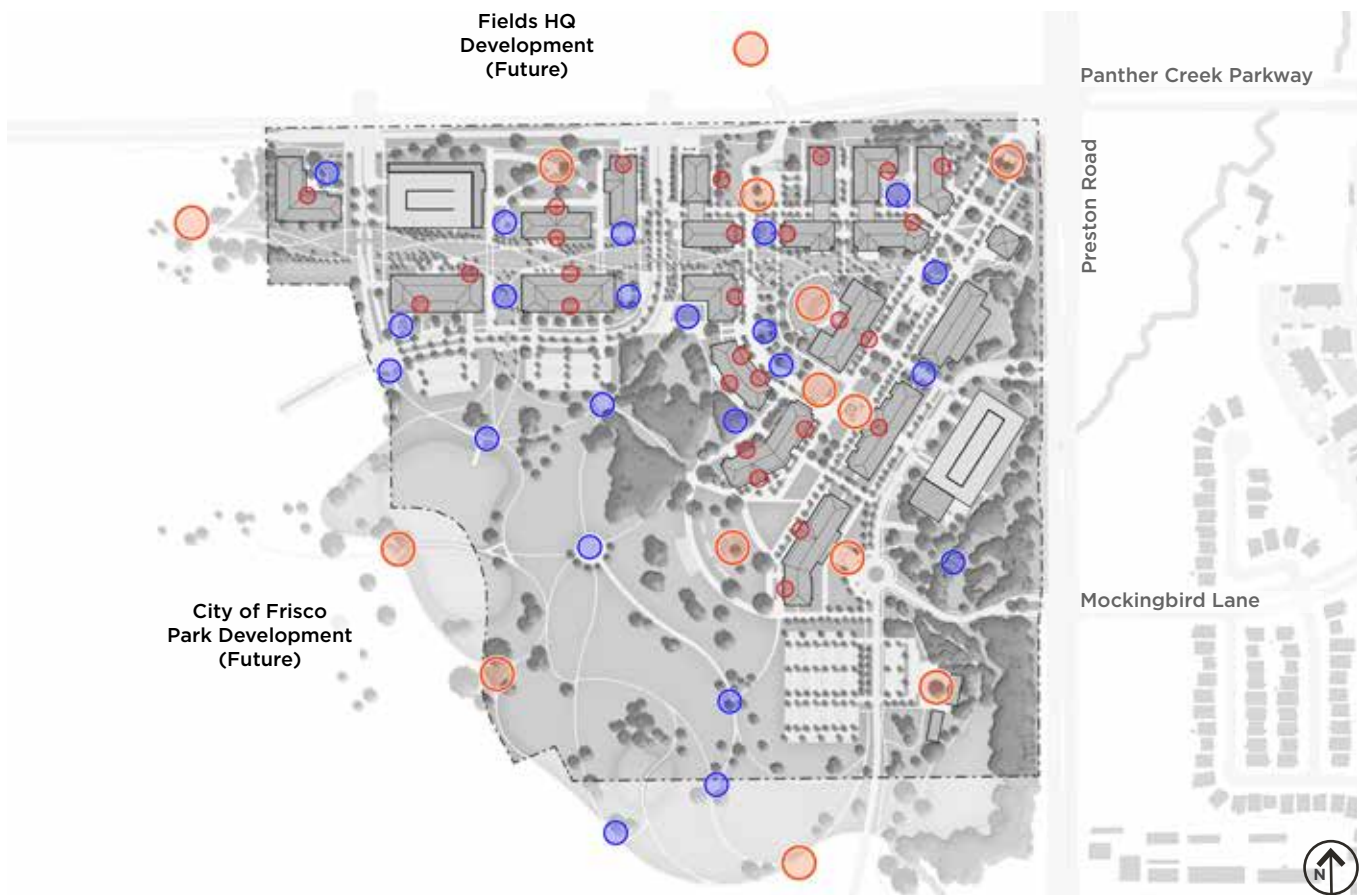 Fields HQ
Development
(Future)
Panther Creek Parkway
Preston Road
City of Frisco
Park Development
(Future)
Mockingbird Lane
N